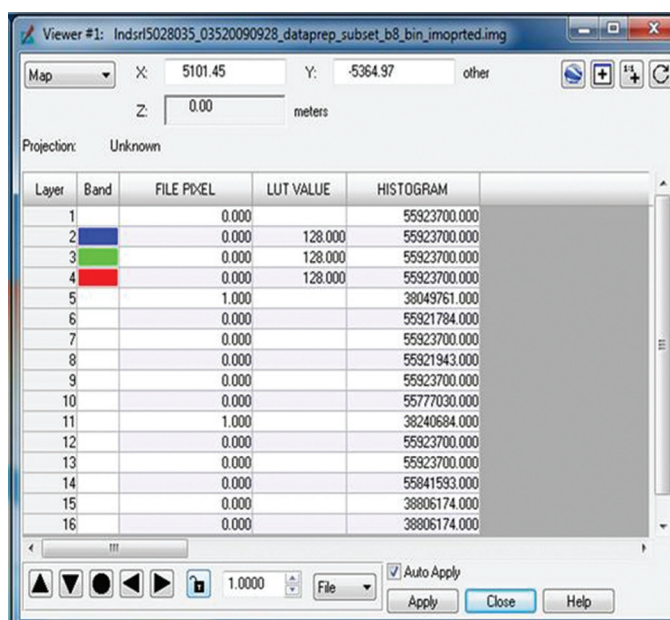 Viewer #1: lndsrl5028035_03520090928_dataprep_subset_b8_bin_imoprted.img
Map X: 5101.45 Y: -5364.97 other
Z: 0.00 meters
Projection: Unknown
Layer Band FILE PIXEL LUT VALUE HISTOGRAM
1 0.000 55923700.000
2 0.000 128.000 55923700.000
3 0.000 128.000 55923700.000
4 0.000 128.000 55923700.000
5 1.000 38049761.000
6 0.000 55921784.000
7 0.000 55923700.000
8 0.000 55921943.000
9 0.000 55923700.000
10 0.000 55777030.000
11 1.000 38240684.000
12 0.000 55923700.000
13 0.000 55923700.000
14 0.000 55841593.000
15 0.000 38806174.000
16 0.000 38806174.000
1.0000 File Auto Apply
Apply Close Help